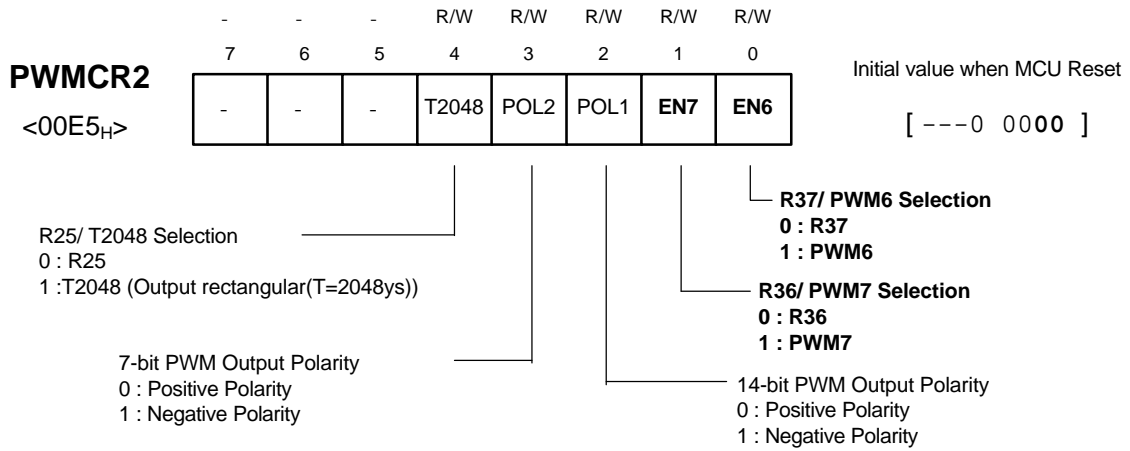 - - - R/W R/W R/W R/W R/W
7 6 5 4 3 2 1 0
PWMCR2
<00E5H>
- - - T2048 POL2 POL1 EN7 EN6
Initial value when MCU Reset
[ ---0 0000 ]
R37/ PWM6 Selection
0 : R37
1 : PWM6
R25/ T2048 Selection
0 : R25
1 :T2048 (Output rectangular(T=2048ys))
R36/ PWM7 Selection
0 : R36
1 : PWM7
7-bit PWM Output Polarity
0 : Positive Polarity
1 : Negative Polarity
14-bit PWM Output Polarity
0 : Positive Polarity
1 : Negative Polarity